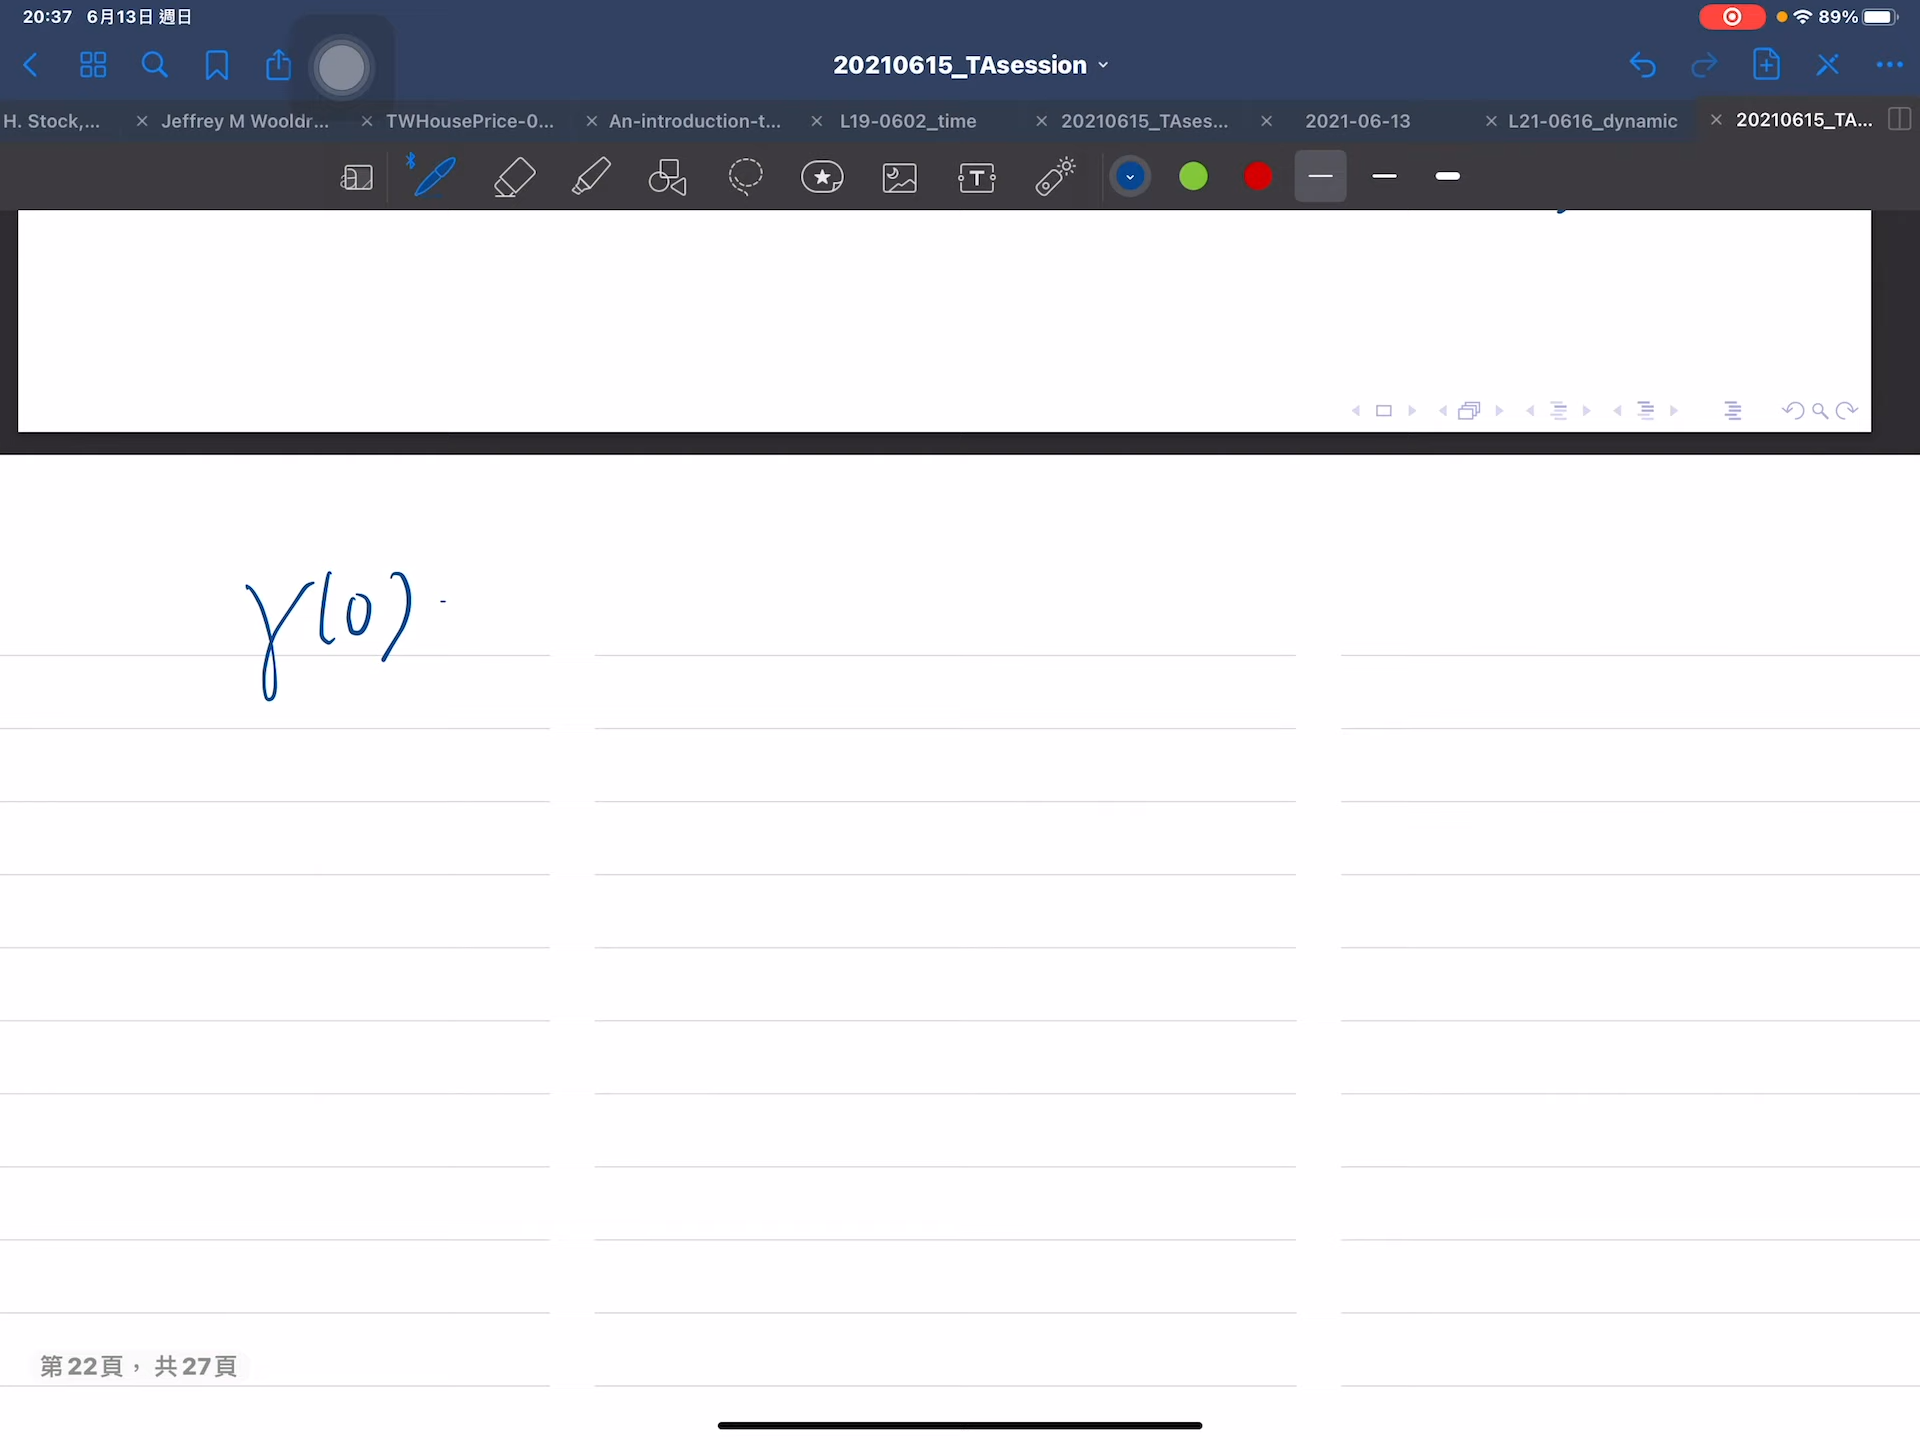 20:37 6月13日 週日 89%
20210615_TAsession
H. Stock,... Jeffrey M Wooldr... TWHousePrice-0... An-introduction-t... L19-0602_time 20210615_TAses... 2021-06-13 L21-0616_dynamic 20210615_TA...
γ(0)
第22頁，共27頁